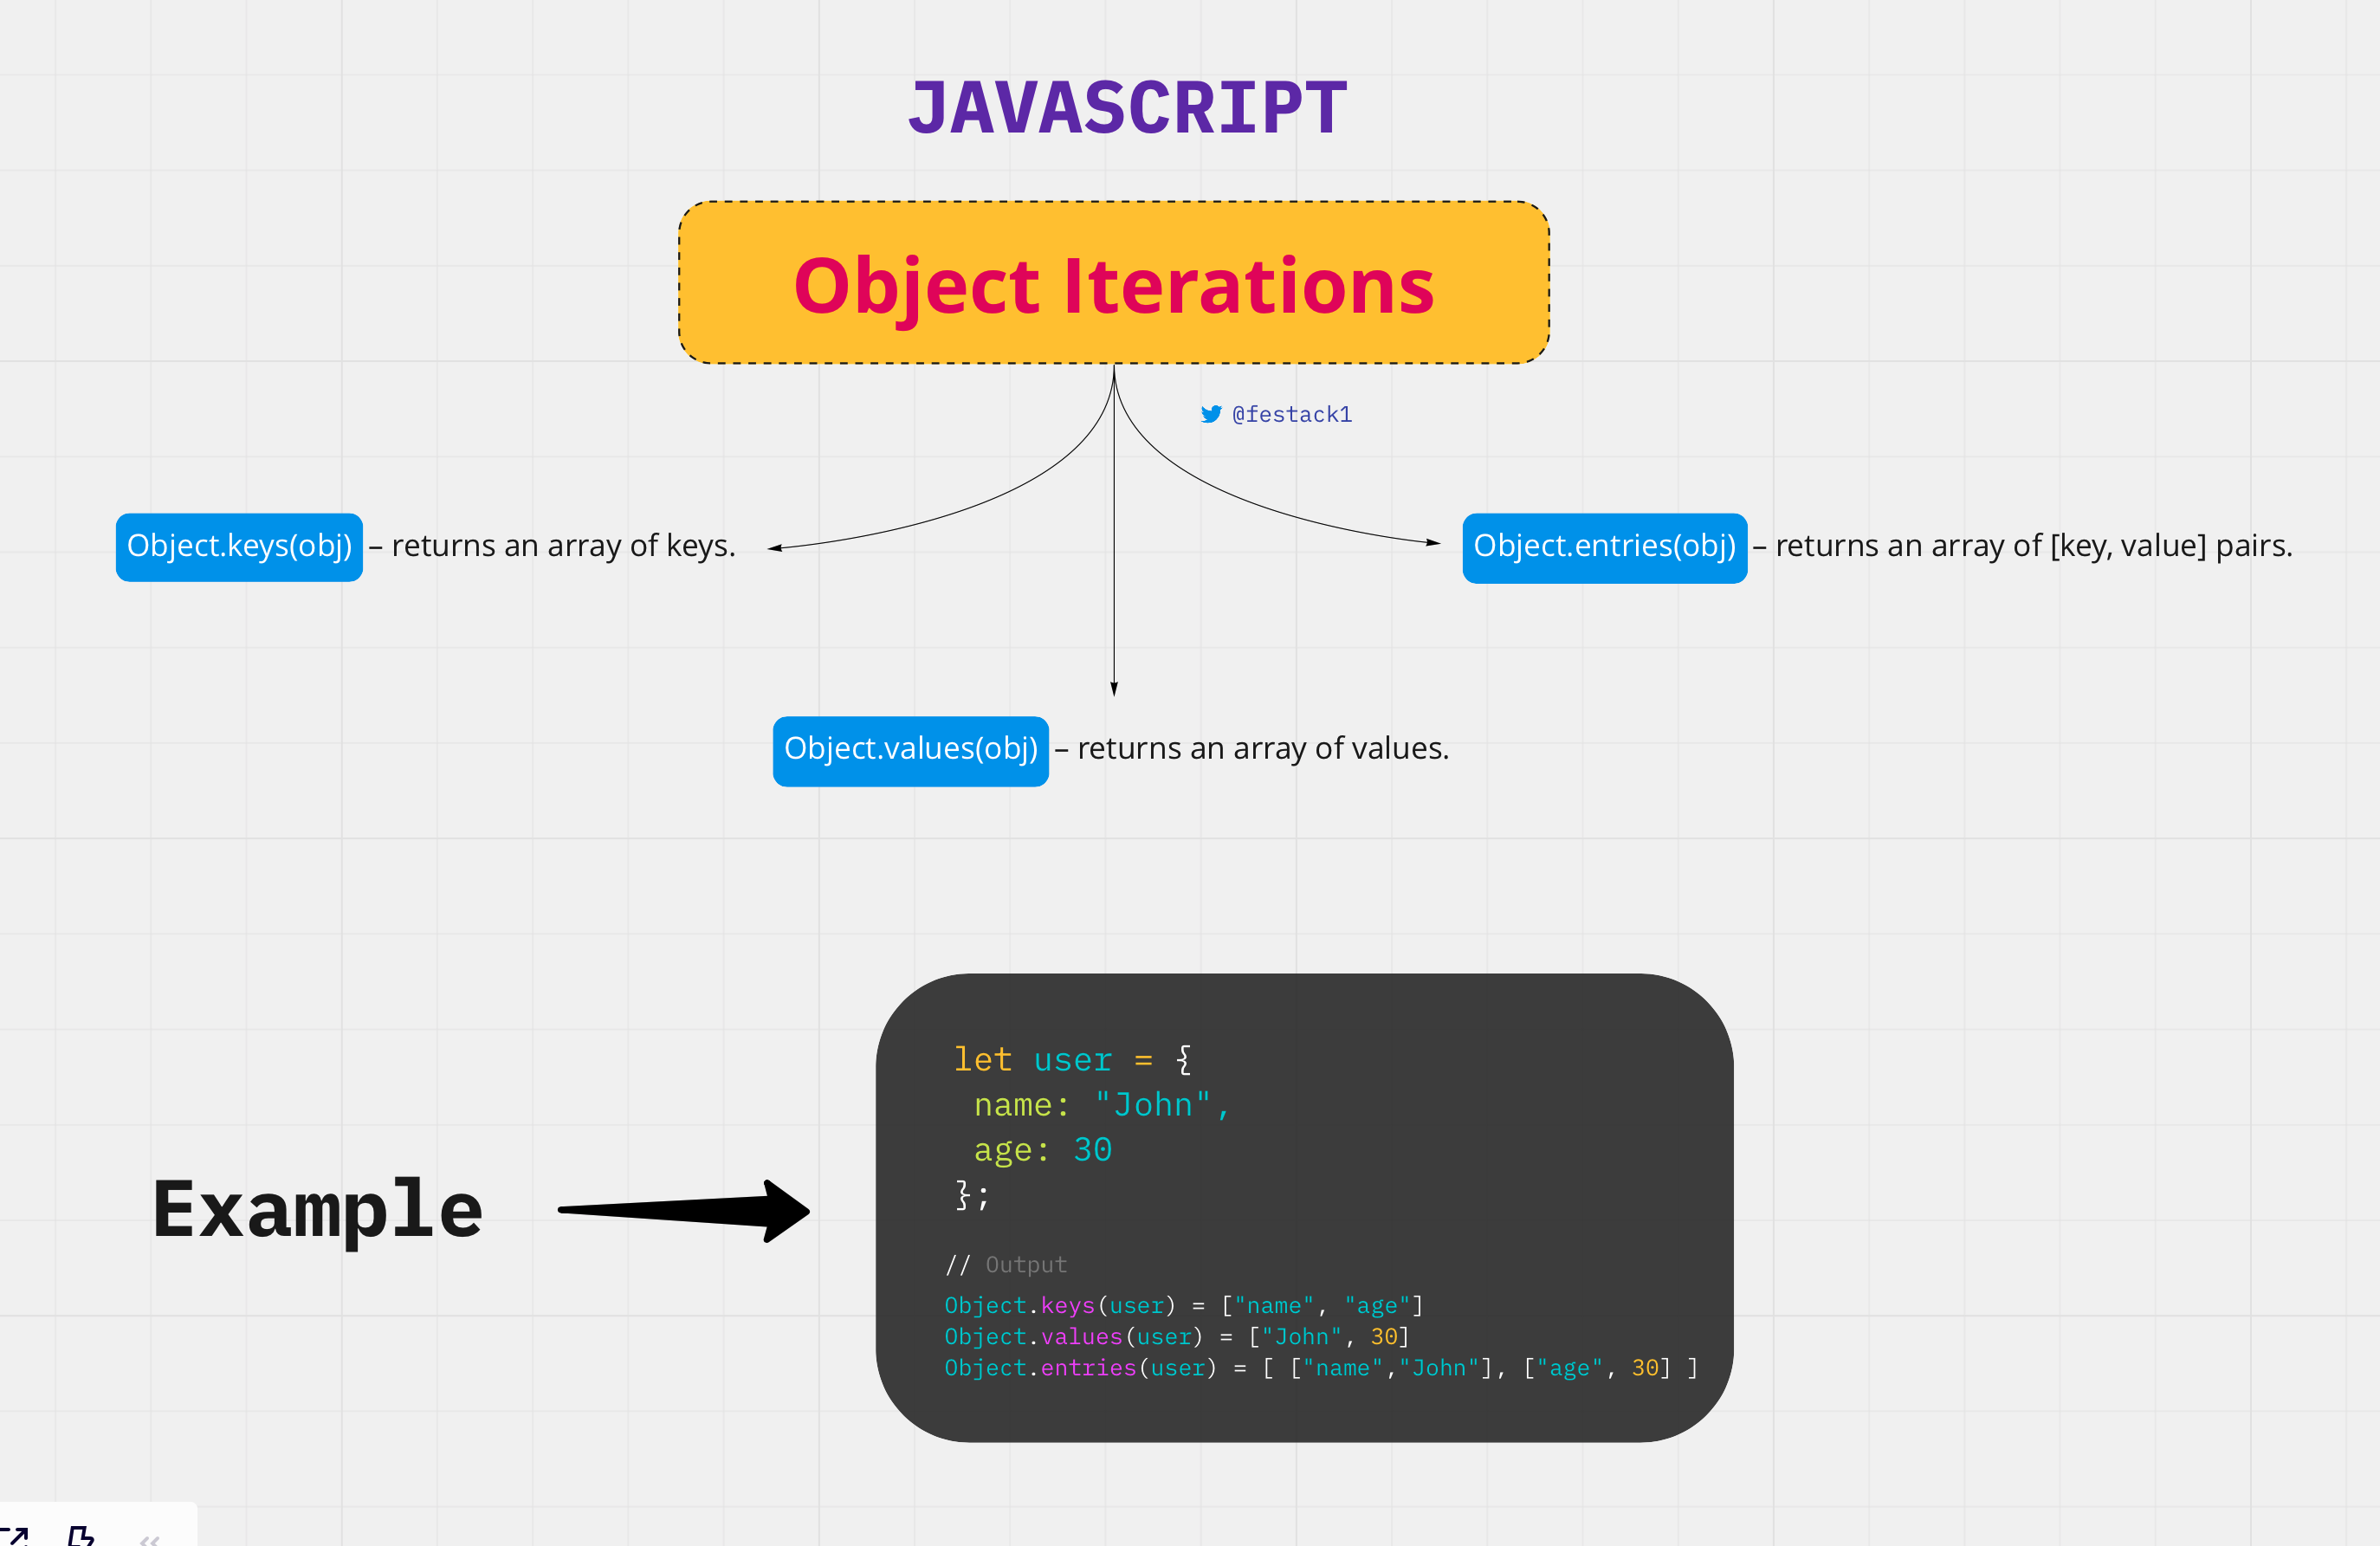 JAVASCRIPT
Object Iterations
@festack1
Object.keys(obj) – returns an array of keys.
Object.entries(obj) – returns an array of [key, value] pairs.
Object.values(obj) – returns an array of values.
Example
let user = {
name: "John",
age: 30
};
// Output
Object.keys(user) = ["name", "age"]
Object.values(user) = ["John", 30]
Object.entries(user) = [ ["name","John"], ["age", 30] ]